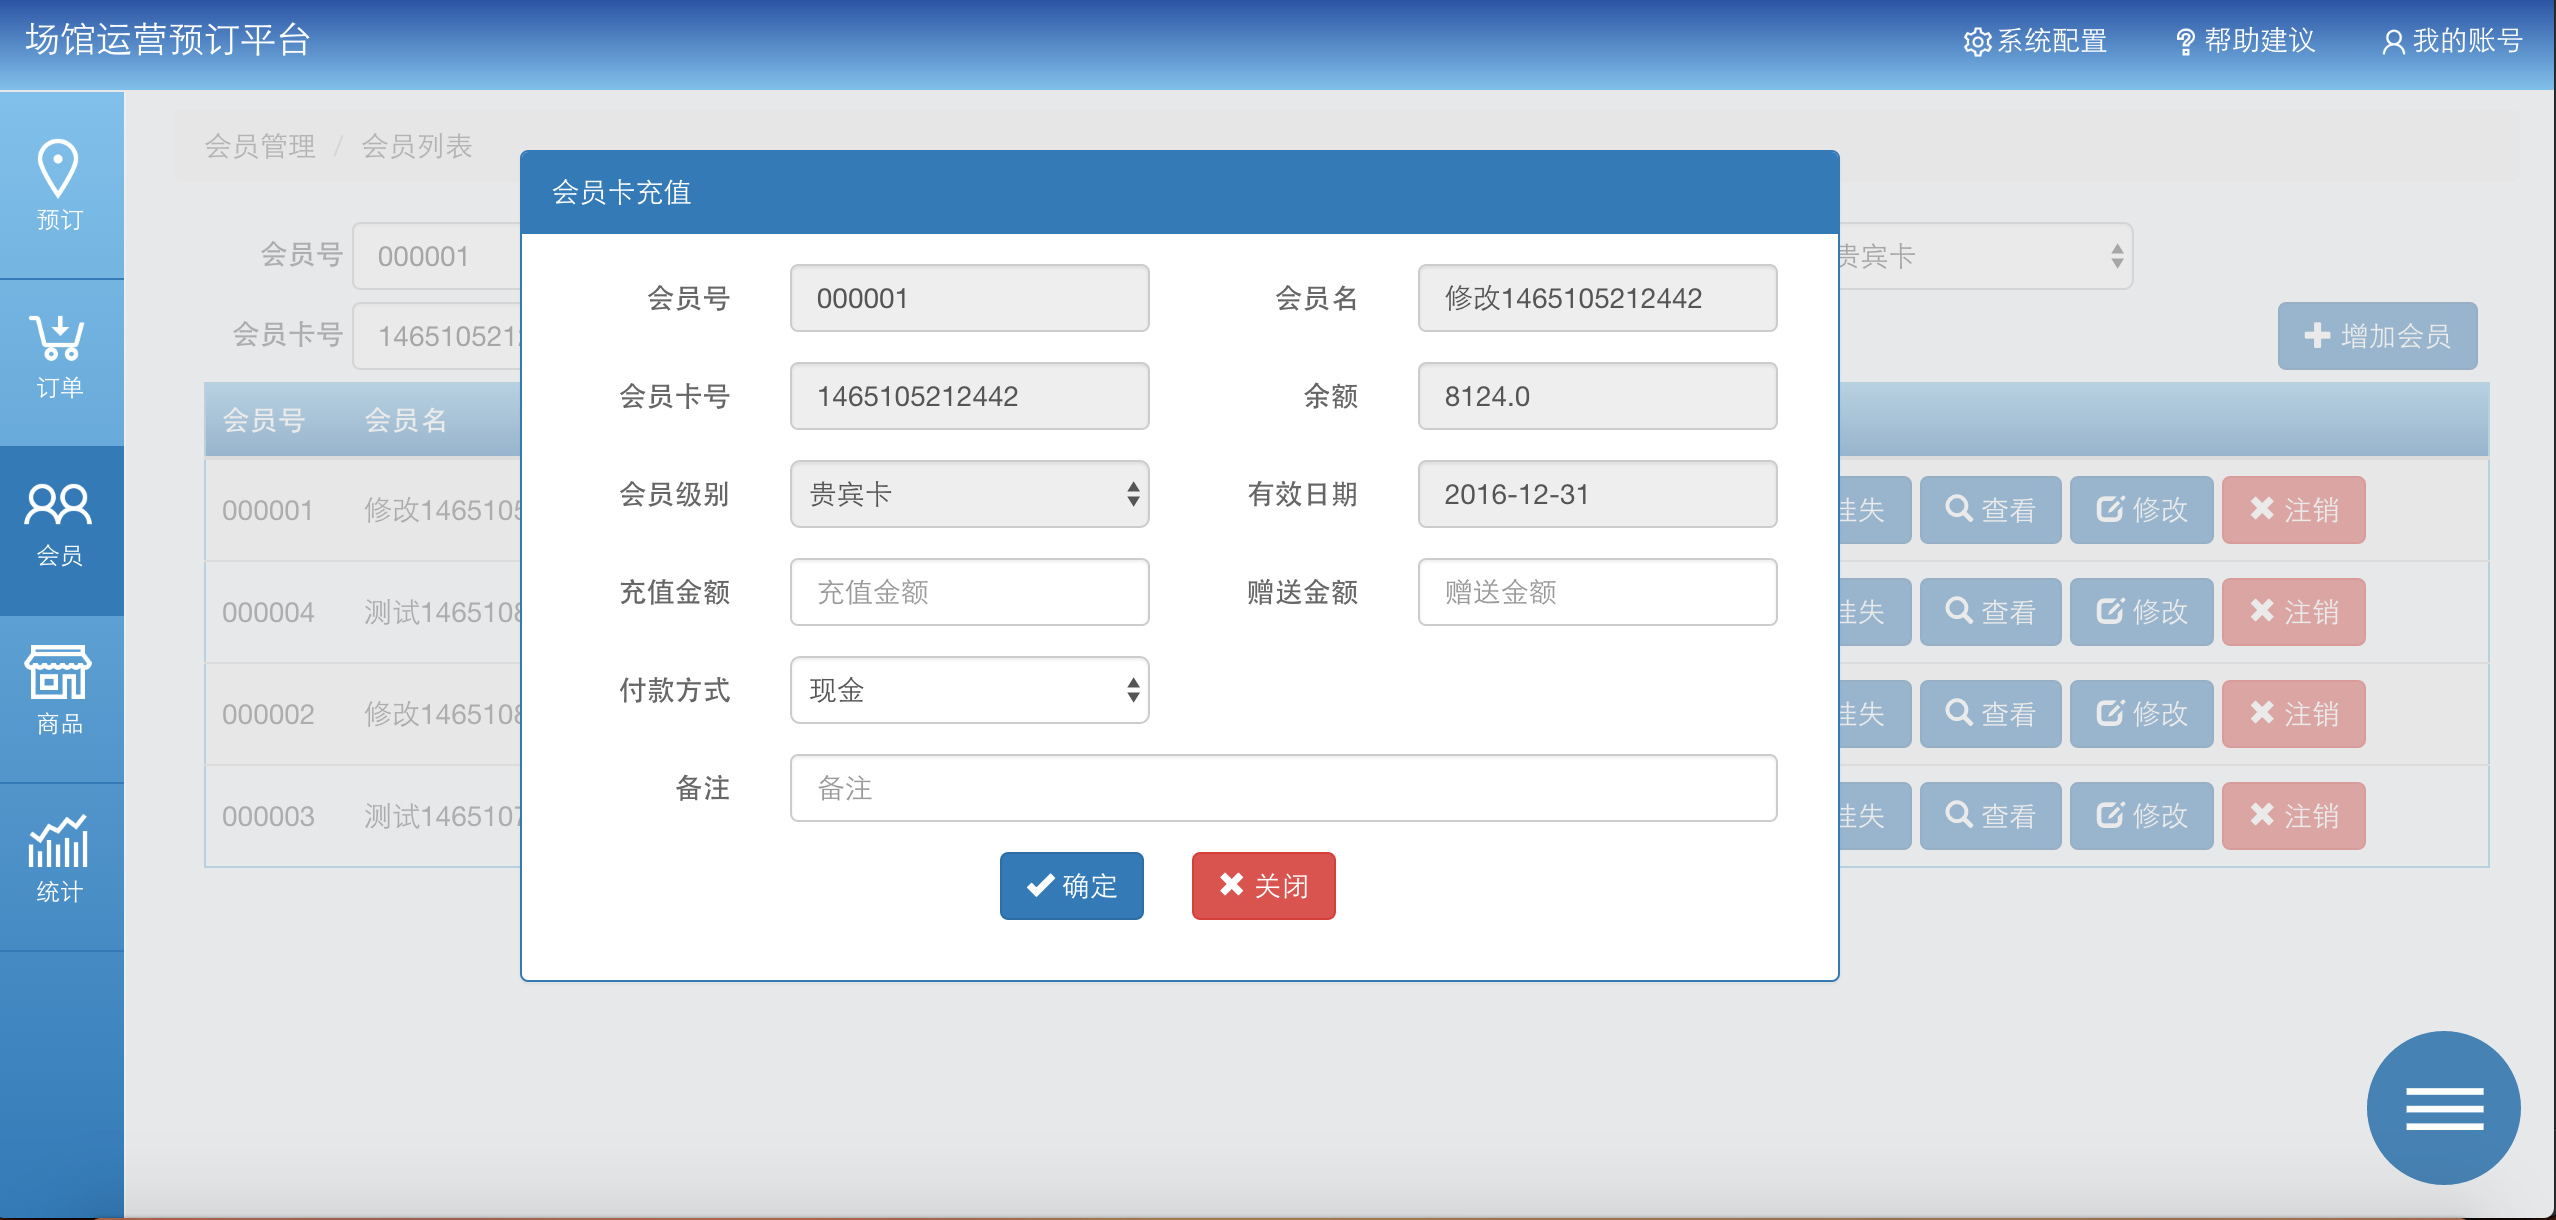 场馆运营预订平台 系统配置 帮助建议 我的账号
会员管理 / 会员列表
预订
订单
会员
商品
统计
会员号 000001 贵宾卡
会员卡号 146510521
增加会员
会员号 会员名
000001 修改146510 挂失 查看 修改 注销
000004 测试146510 挂失 查看 修改 注销
000002 修改146510 挂失 查看 修改 注销
000003 测试146510 挂失 查看 修改 注销
会员卡充值
会员号 000001 会员名 修改1465105212442
会员卡号 1465105212442 余额 8124.0
会员级别 贵宾卡 有效日期 2016-12-31
充值金额 充值金额 赠送金额 赠送金额
付款方式 现金
备注 备注
确定 关闭